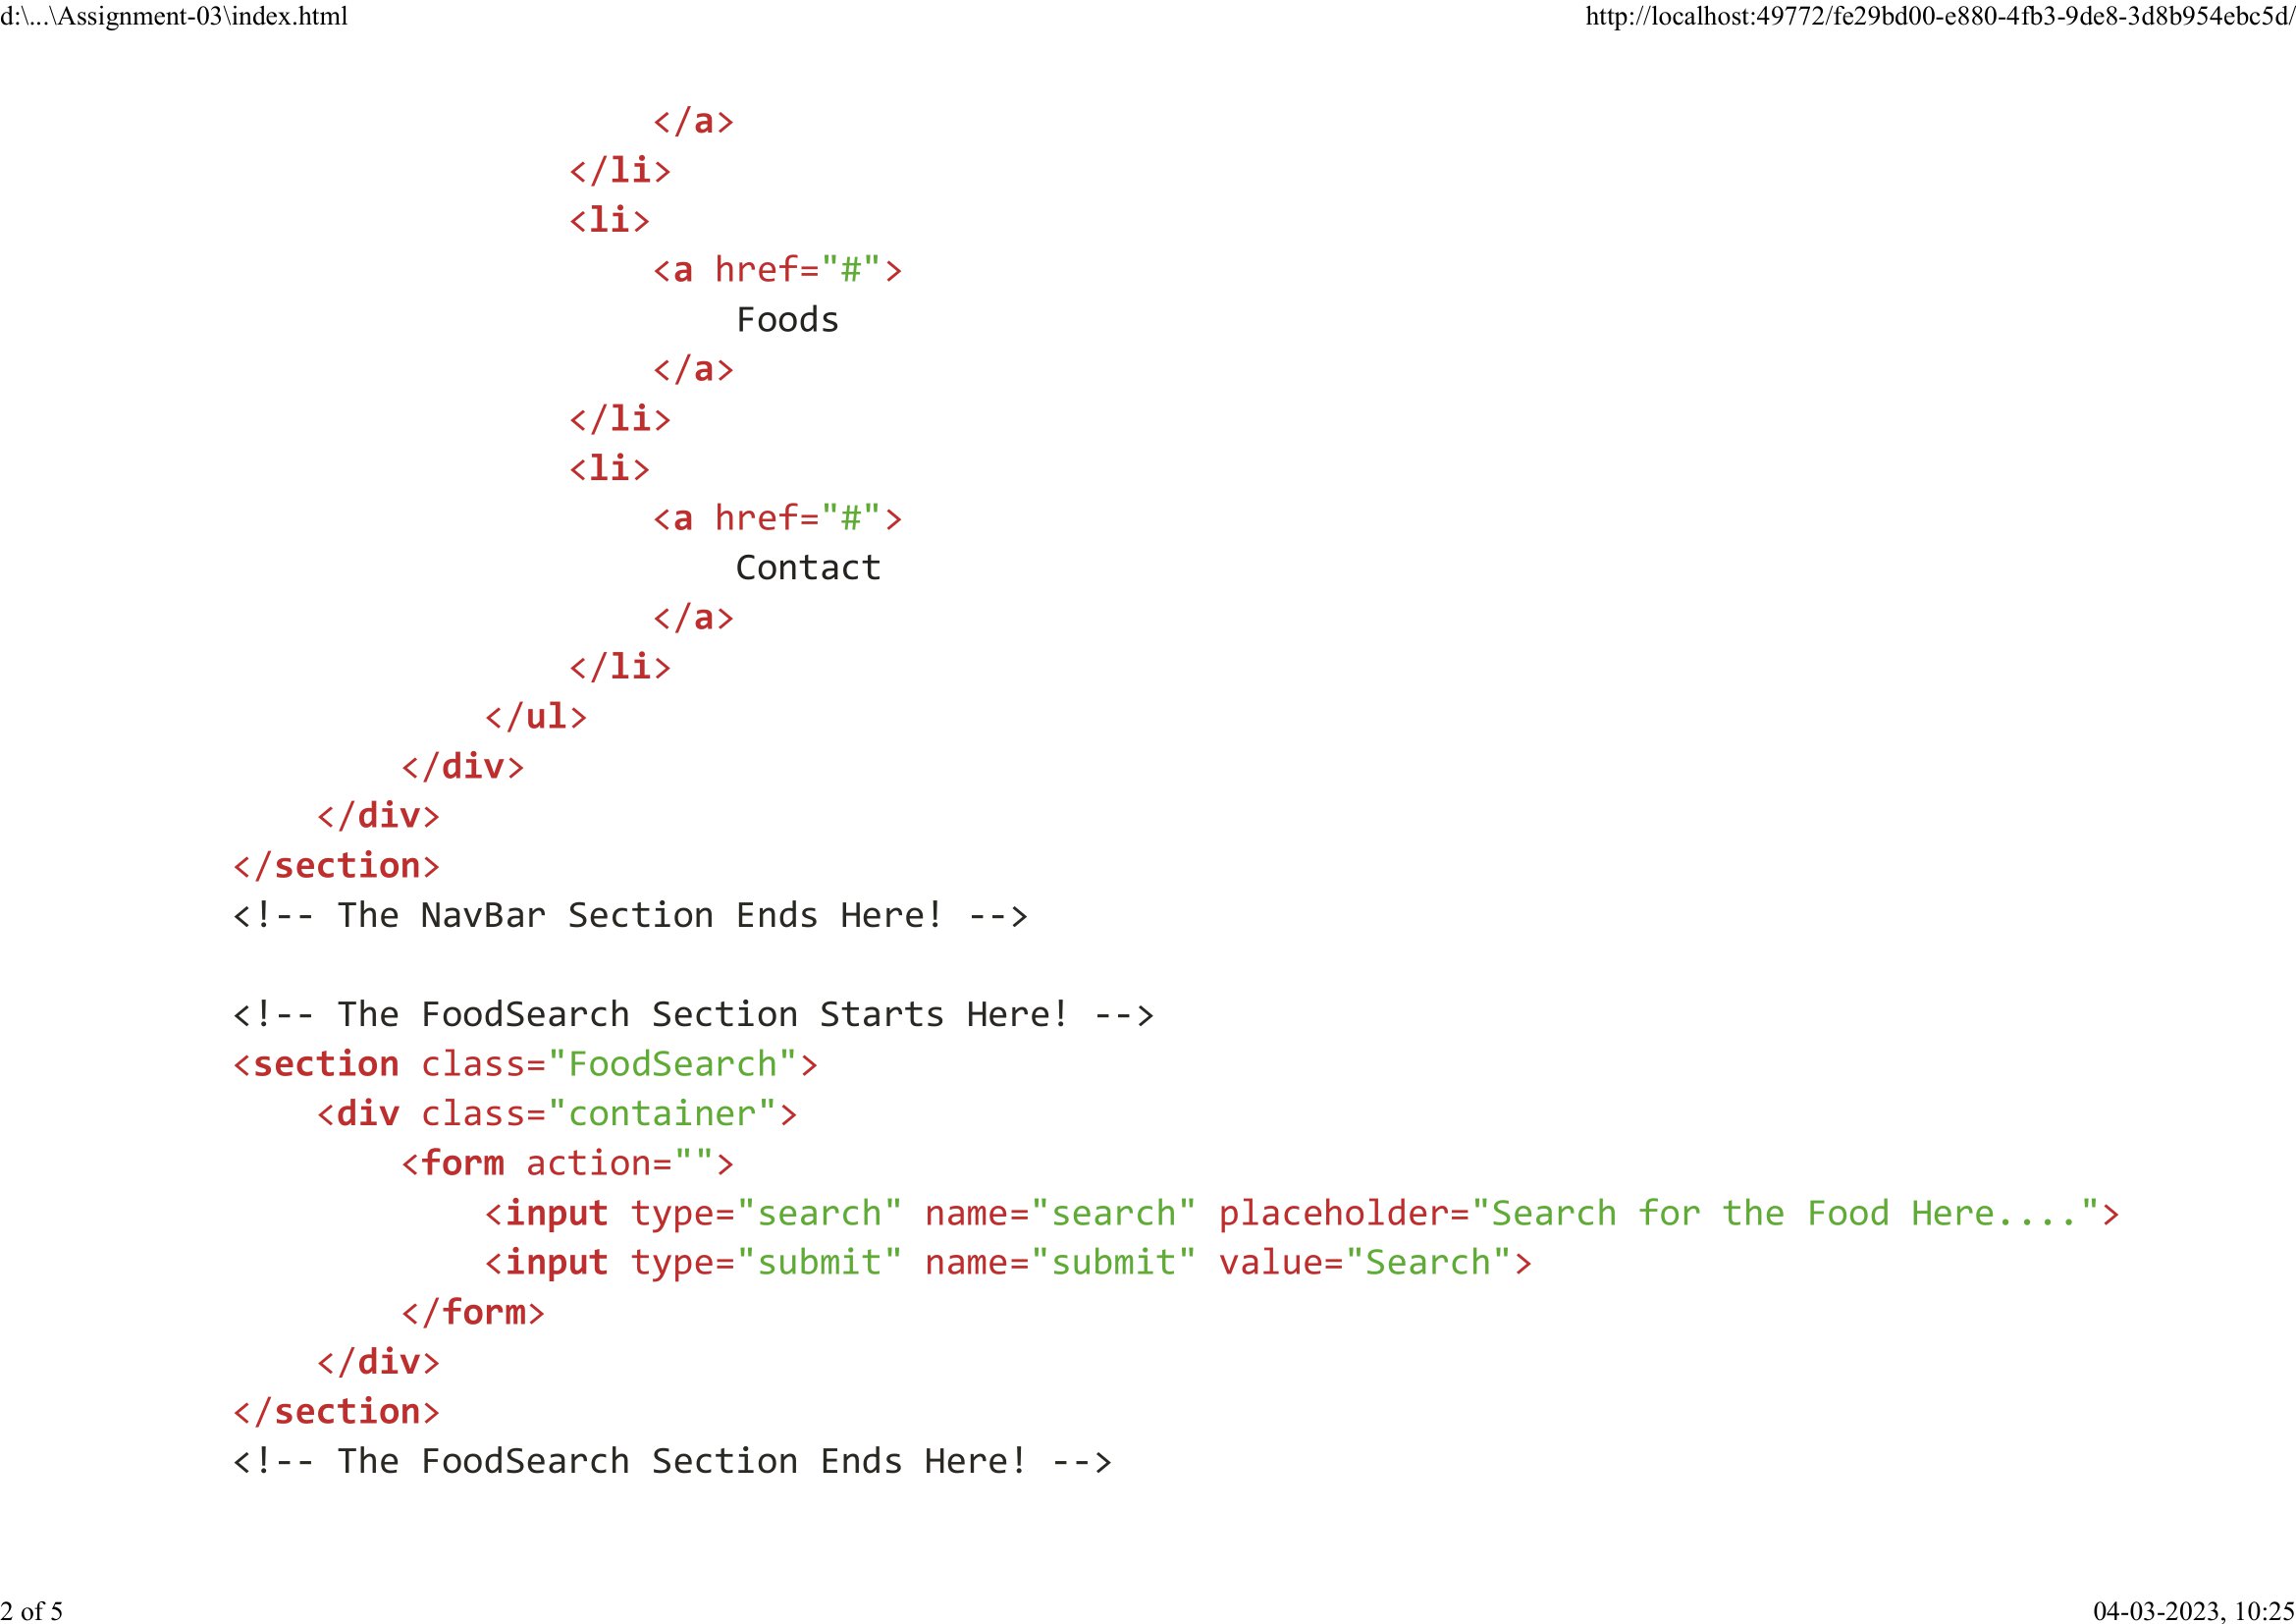 d:\...\Assignment-03\index.html http://localhost:49772/fe29bd00-e880-4fb3-9de8-3d8b954ebc5d/
</a>
</li>
<li>
<a href="#">
Foods
</a>
</li>
<li>
<a href="#">
Contact
</a>
</li>
</ul>
</div>
</div>
</section>
<!-- The NavBar Section Ends Here! -->
<!-- The FoodSearch Section Starts Here! -->
<section class="FoodSearch">
<div class="container">
<form action="">
<input type="search" name="search" placeholder="Search for the Food Here....">
<input type="submit" name="submit" value="Search">
</form>
</div>
</section>
<!-- The FoodSearch Section Ends Here! -->
2 of 5 04-03-2023, 10:25